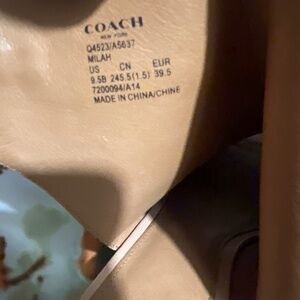 COACH
NEW YORK
Q4523/A5637
MILAH
US CN EUR
9.5B 245.5(1.5) 39.5
7200094/A14
MADE IN CHINA/CHINE